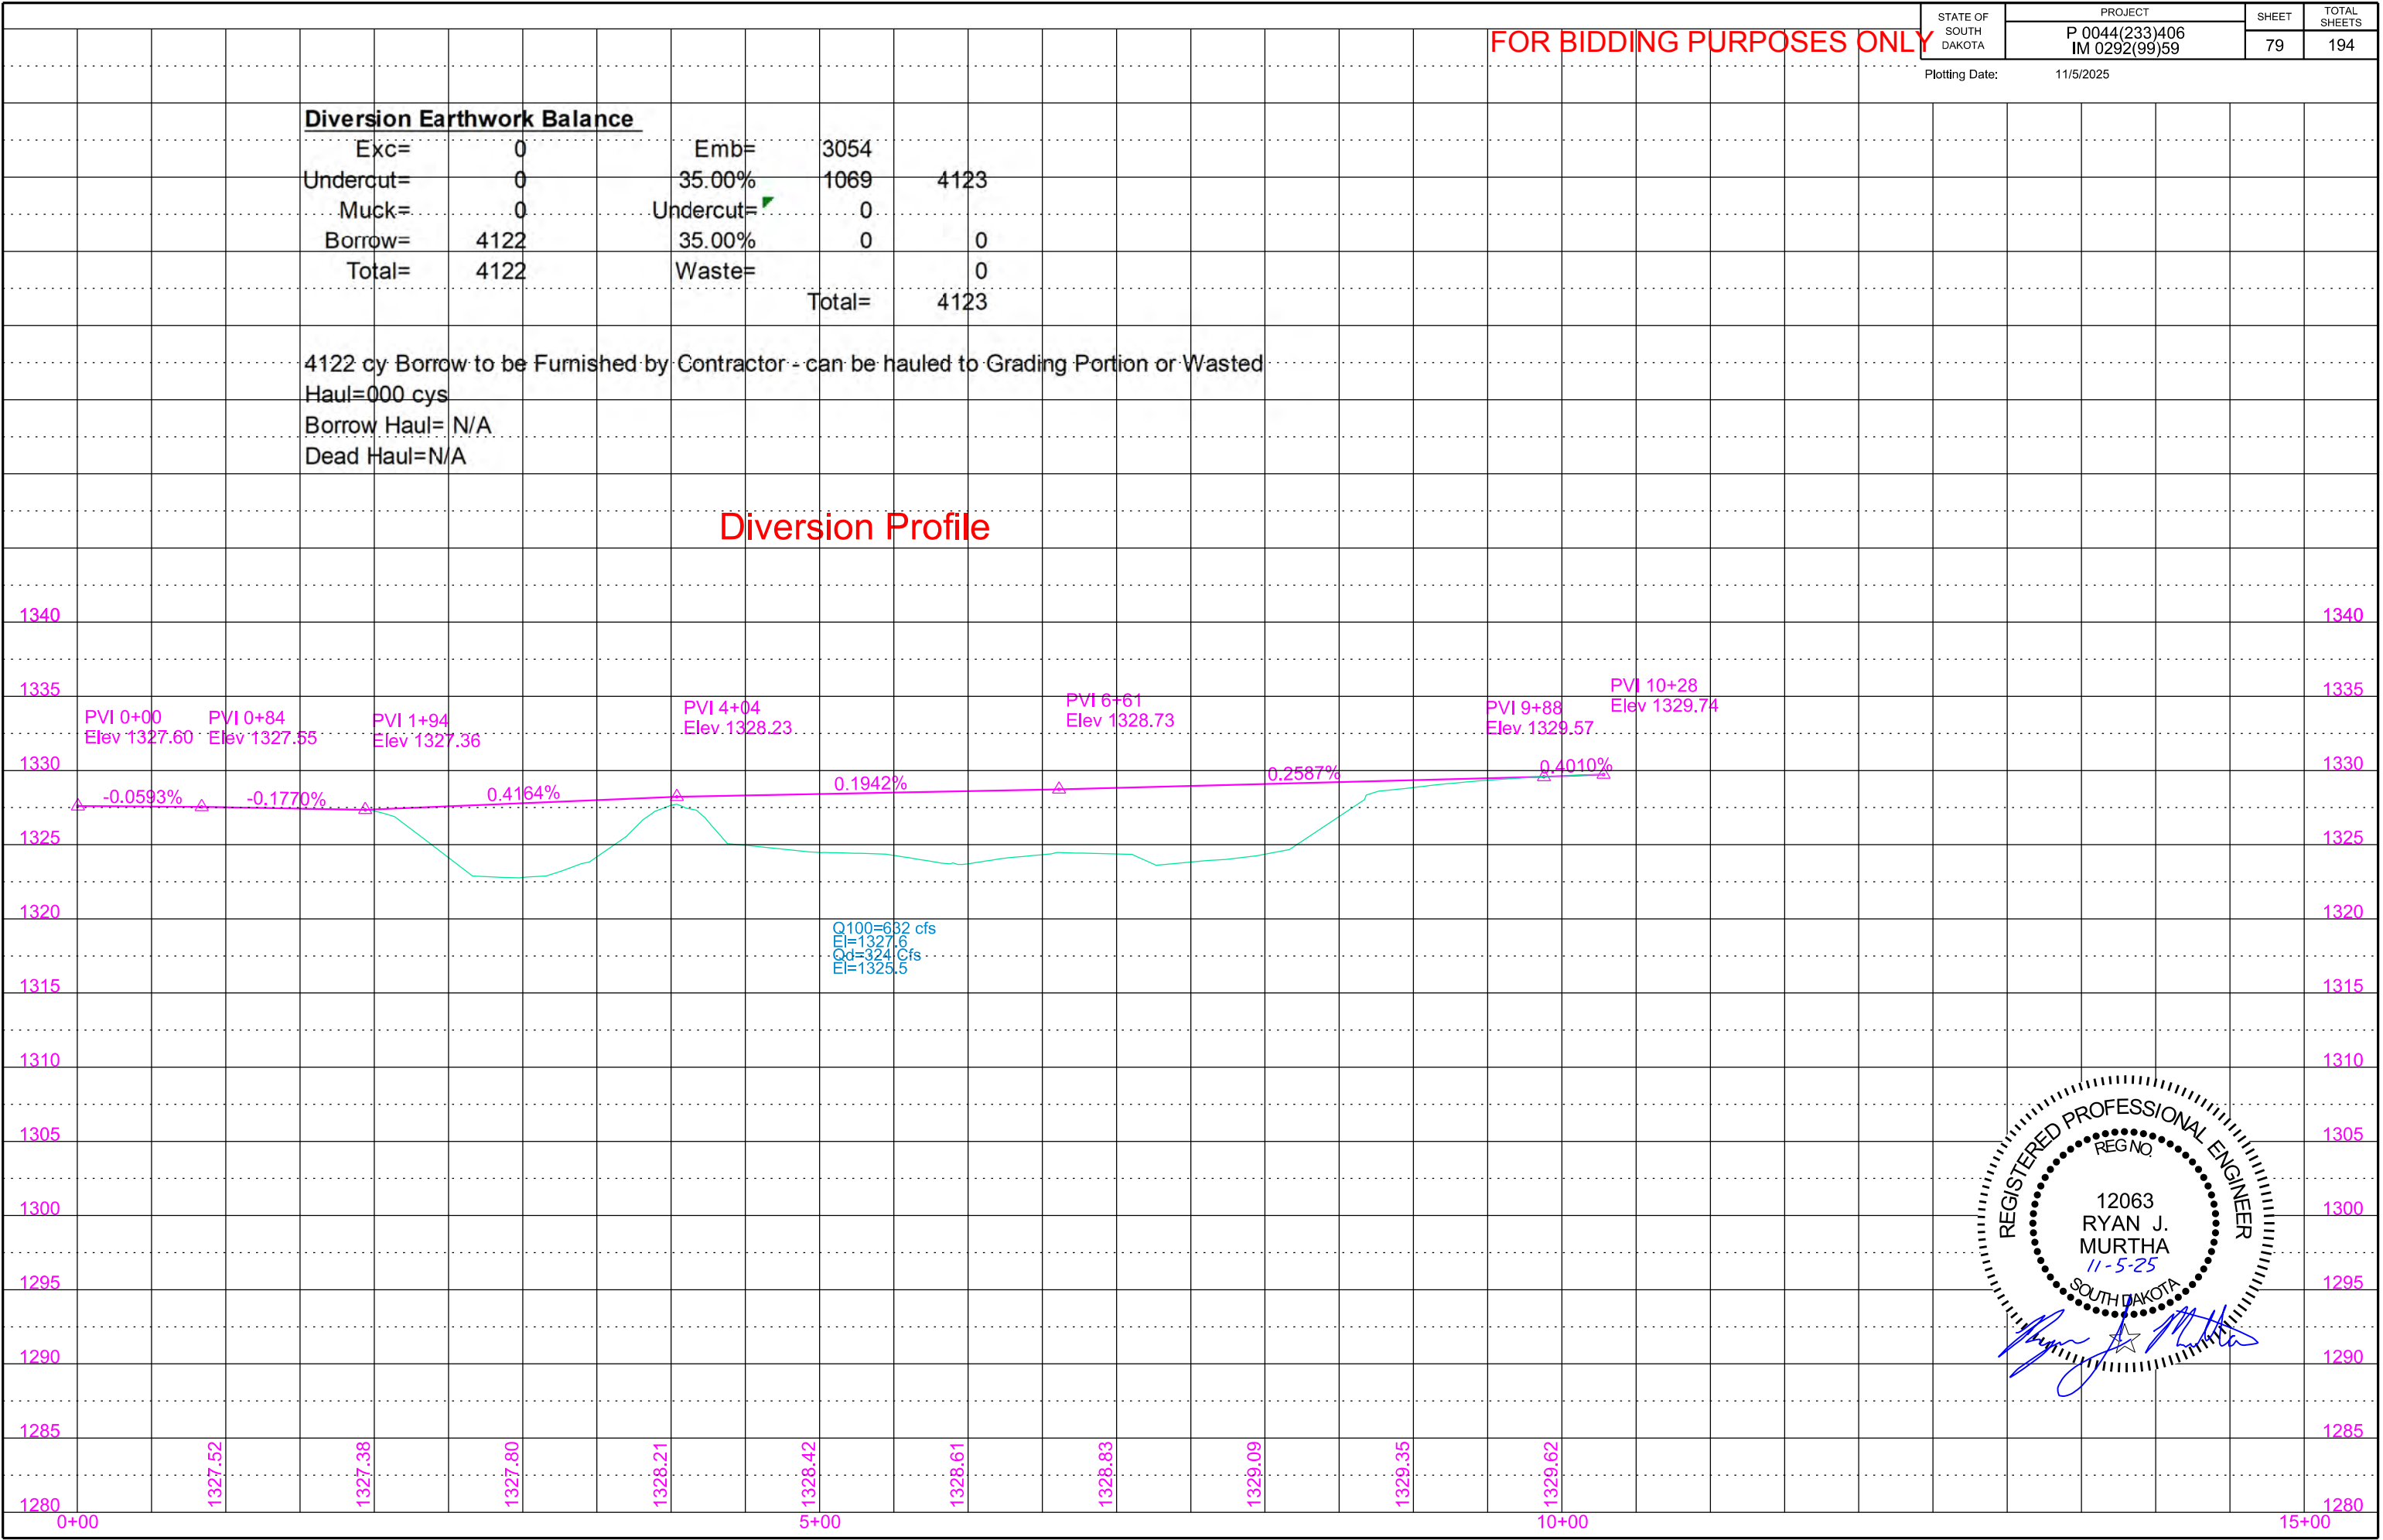 FOR BIDDING PURPOSES ONLY
STATE OF SOUTH DAKOTA
PROJECT
P 0044(233)406
IM 0292(99)59
SHEET
79
TOTAL SHEETS
194
Plotting Date: 11/5/2025
Diversion Earthwork Balance
Exc= 0 Emb= 3054
Undercut= 0 35.00% 1069 4123
Muck= 0 Undercut= 0
Borrow= 4122 35.00% 0 0
Total= 4122 Waste= 0
Total= 4123
4122 cy Borrow to be Furnished by Contractor - can be hauled to Grading Portion or Wasted
Haul=000 cys
Borrow Haul= N/A
Dead Haul=N/A
Diversion Profile
1340 1340
1335 1335
PVI 0+00
Elev 1327.60
PVI 0+84
Elev 1327.55
PVI 1+94
Elev 1327.36
PVI 4+04
Elev 1328.23
PVI 6+61
Elev 1328.73
PVI 9+88
Elev 1329.57
PVI 10+28
Elev 1329.74
1330 1330
-0.0593% -0.1770% 0.4164% 0.1942% 0.2587% 0.4010%
1325 1325
1320 1320
Q100=632 cfs
El=1327.6
Qd=324 Cfs
El=1325.5
1315 1315
1310 1310
1305 1305
1300 1300
1295 1295
1290 1290
1285 1285
1280 1280
REGISTERED PROFESSIONAL ENGINEER
REG NO.
12063
RYAN J.
MURTHA
11-5-25
SOUTH DAKOTA
1327.52 1327.38 1327.80 1328.21 1328.42 1328.61 1328.83 1329.09 1329.35 1329.62
0+00 5+00 10+00 15+00